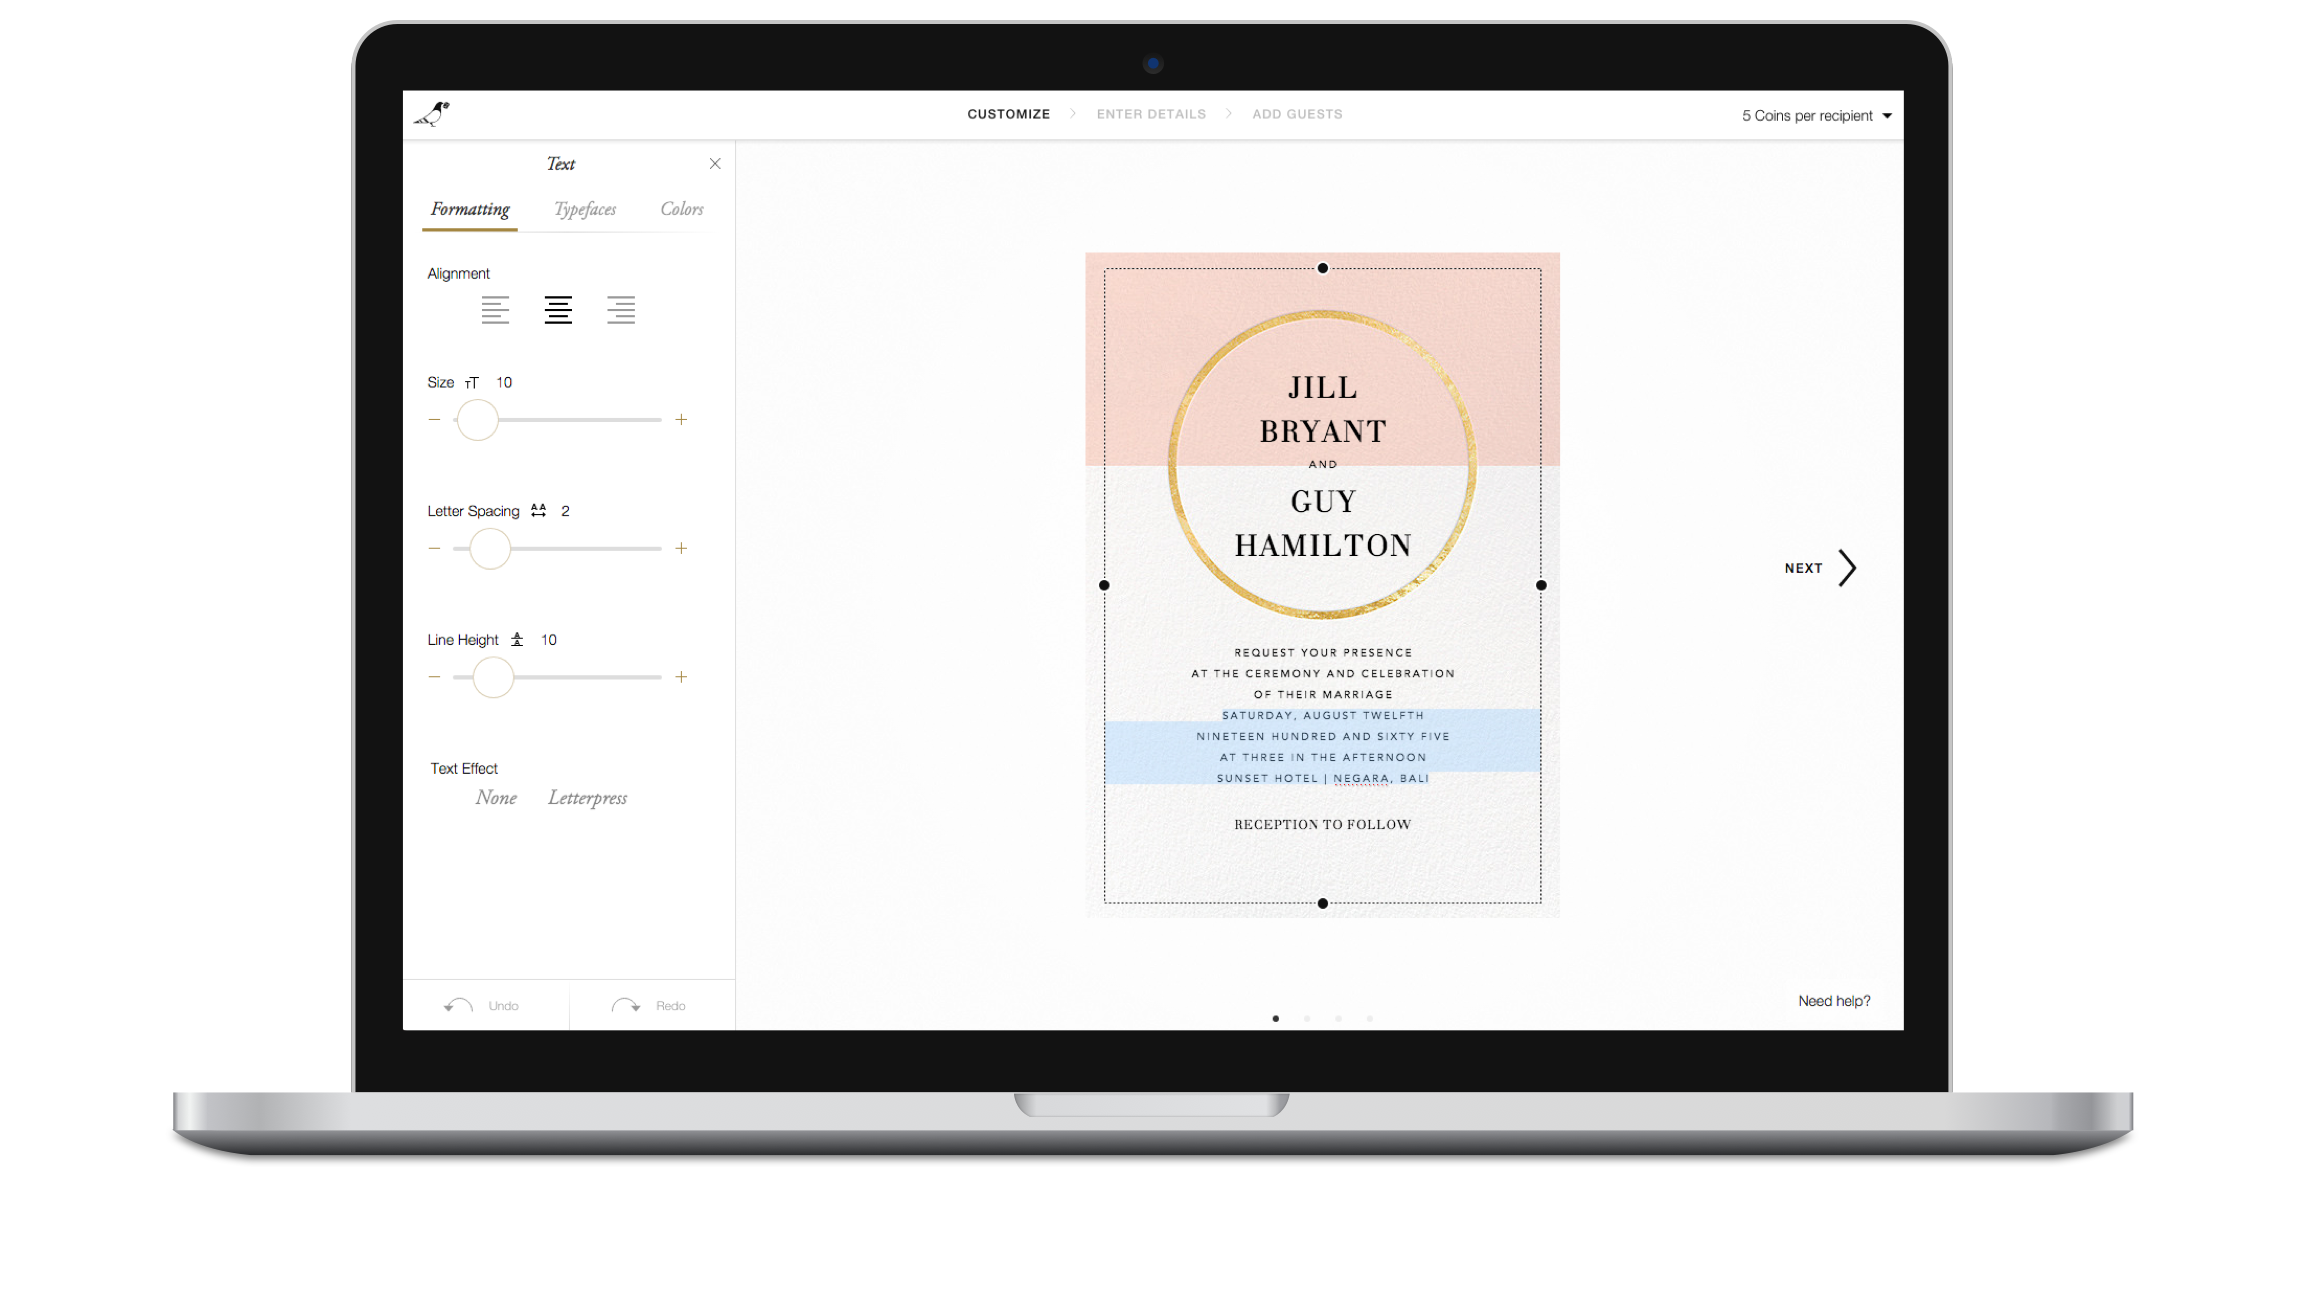 CUSTOMIZE
ENTER DETAILS
ADD GUESTS
5 Coins per recipient
Text
Formatting
Typefaces
Colors
Alignment
Size TT 10
Letter Spacing AA 2
Line Height 10
Text Effect
None
Letterpress
Undo
Redo
JILL
BRYANT
AND
GUY
HAMILTON
REQUEST YOUR PRESENCE
AT THE CEREMONY AND CELEBRATION
OF THEIR MARRIAGE
SATURDAY, AUGUST TWELFTH
NINETEEN HUNDRED AND SIXTY FIVE
AT THREE IN THE AFTERNOON
SUNSET HOTEL | NEGARA, BALI
RECEPTION TO FOLLOW
NEXT
Need help?